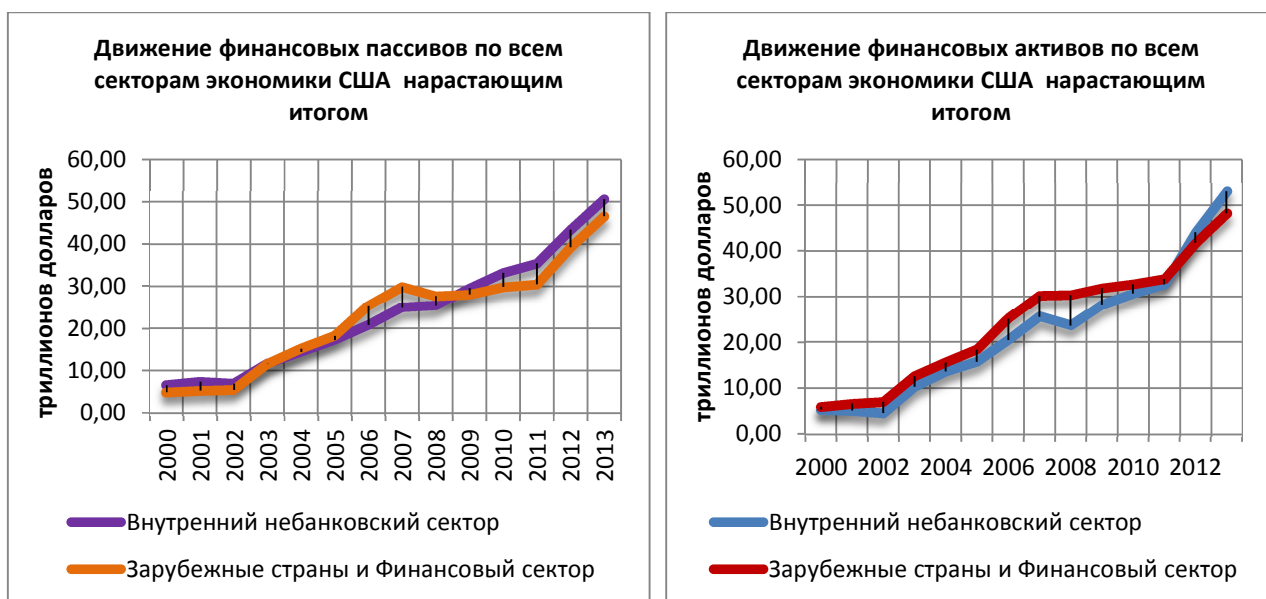 Движение финансовых пассивов по всем
секторам экономики США нарастающим
итогом
триллионов долларов
60,00
50,00
40,00
30,00
20,00
10,00
0,00
2000
2001
2002
2003
2004
2005
2006
2007
2008
2009
2010
2011
2012
2013
Внутренний небанковский сектор
Зарубежные страны и Финансовый сектор
Движение финансовых активов по всем
секторам экономики США нарастающим
итогом
триллионов долларов
60,00
50,00
40,00
30,00
20,00
10,00
0,00
2000 2002 2004 2006 2008 2010 2012
Внутренний небанковский сектор
Зарубежные страны и Финансовый сектор